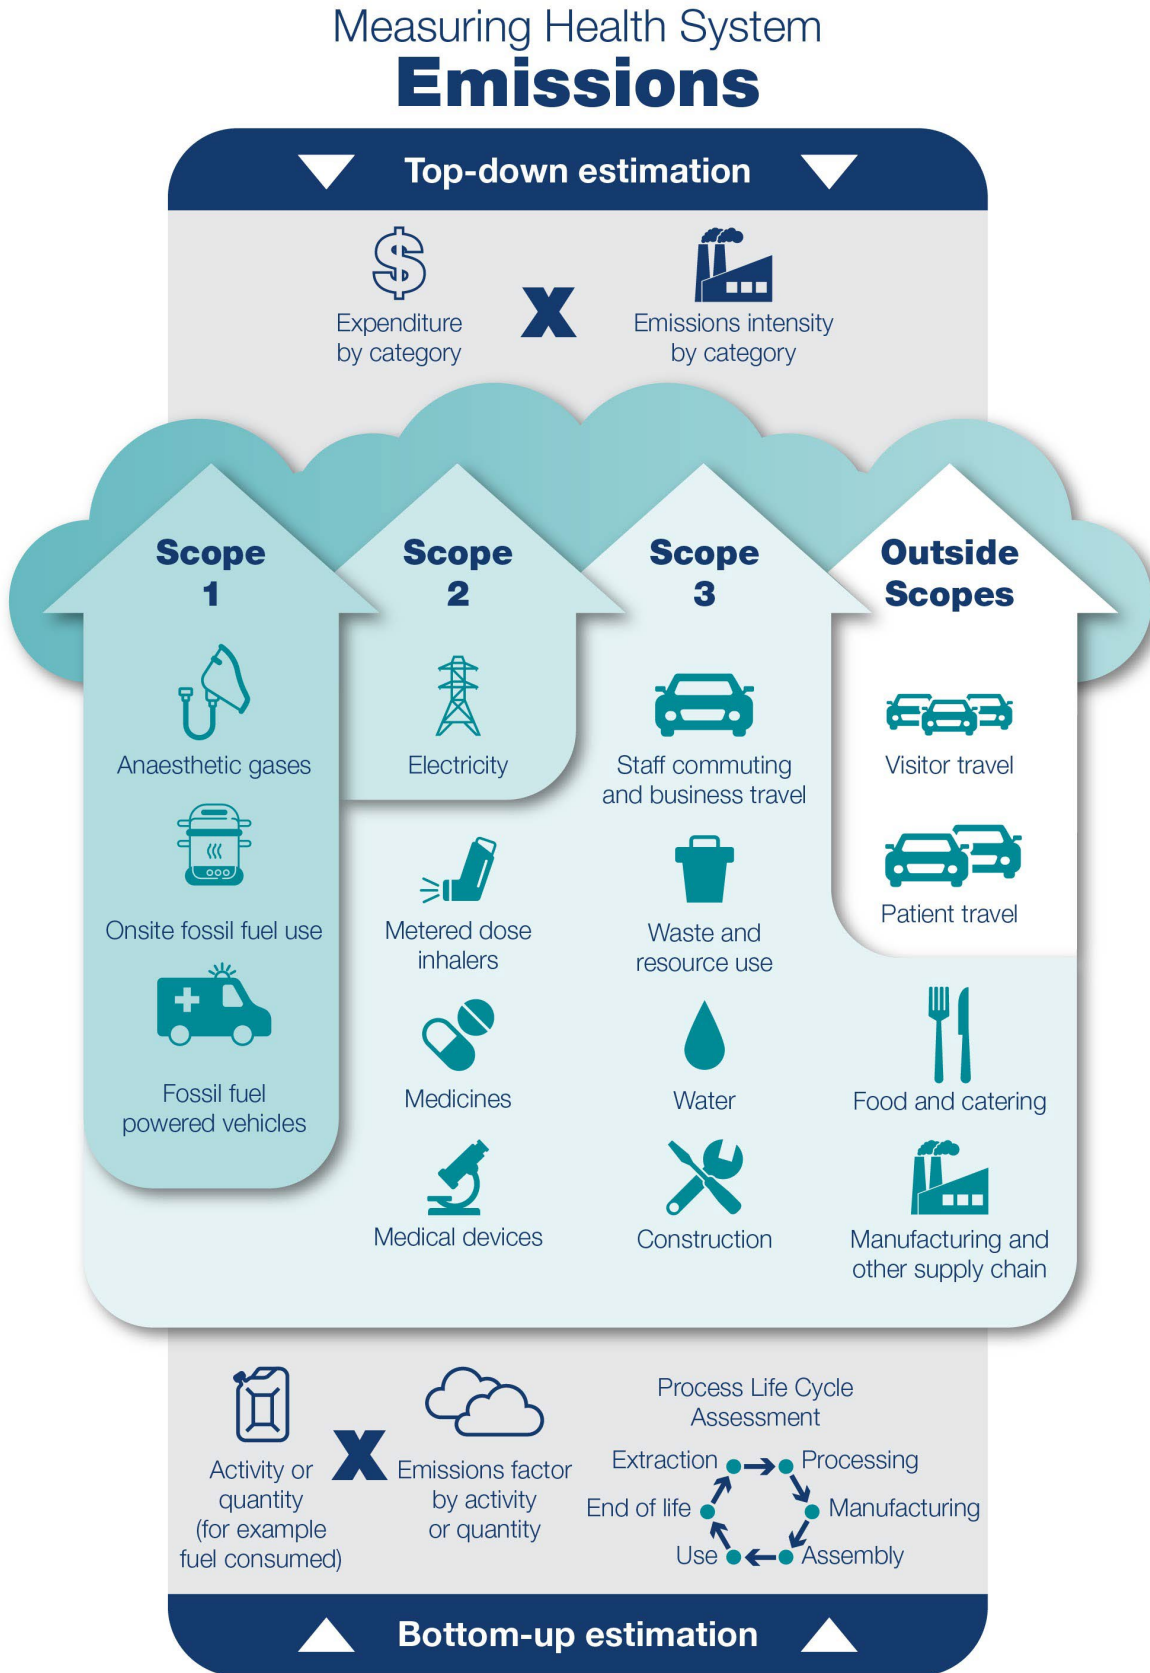 Measuring Health System
Emissions
Top-down estimation
$
Expenditure
by category
X
Emissions intensity
by category
Scope
1
Anaesthetic gases
Onsite fossil fuel use
Fossil fuel
powered vehicles
Scope
2
Electricity
Scope
3
Staff commuting
and business travel
Metered dose
inhalers
Waste and
resource use
Medicines
Water
Food and catering
Medical devices
Construction
Manufacturing and
other supply chain
Outside
Scopes
Visitor travel
Patient travel
Activity or
quantity
(for example
fuel consumed)
X
Emissions factor
by activity
or quantity
Process Life Cycle
Assessment
Extraction
Processing
Manufacturing
Assembly
Use
End of life
Bottom-up estimation